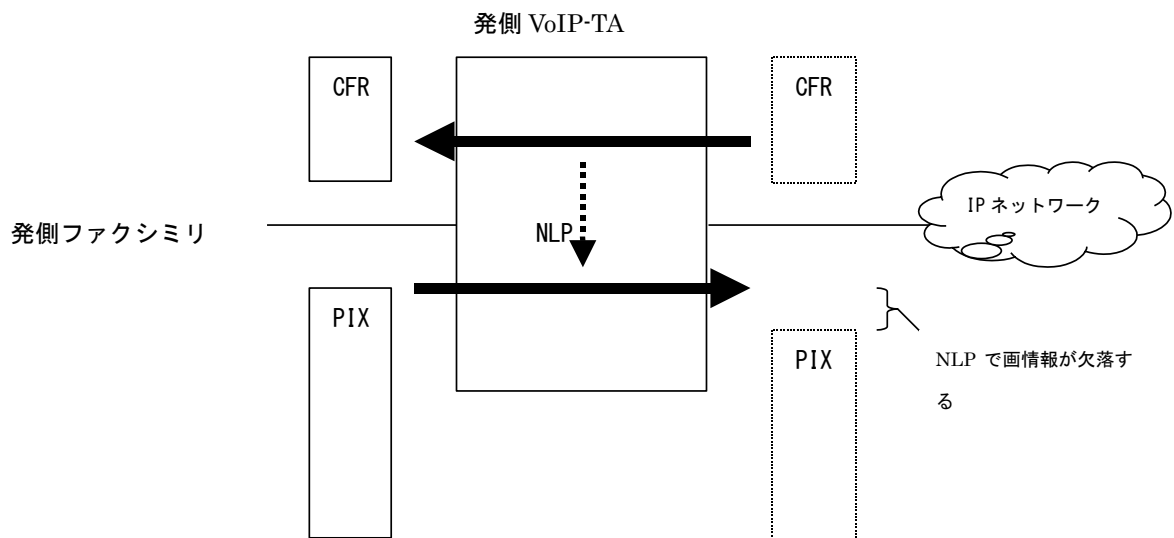 発側 VoIP-TA
CFR
CFR
IP ネットワーク
発側ファクシミリ
NLP
PIX
PIX
NLP で画情報が欠落す
る